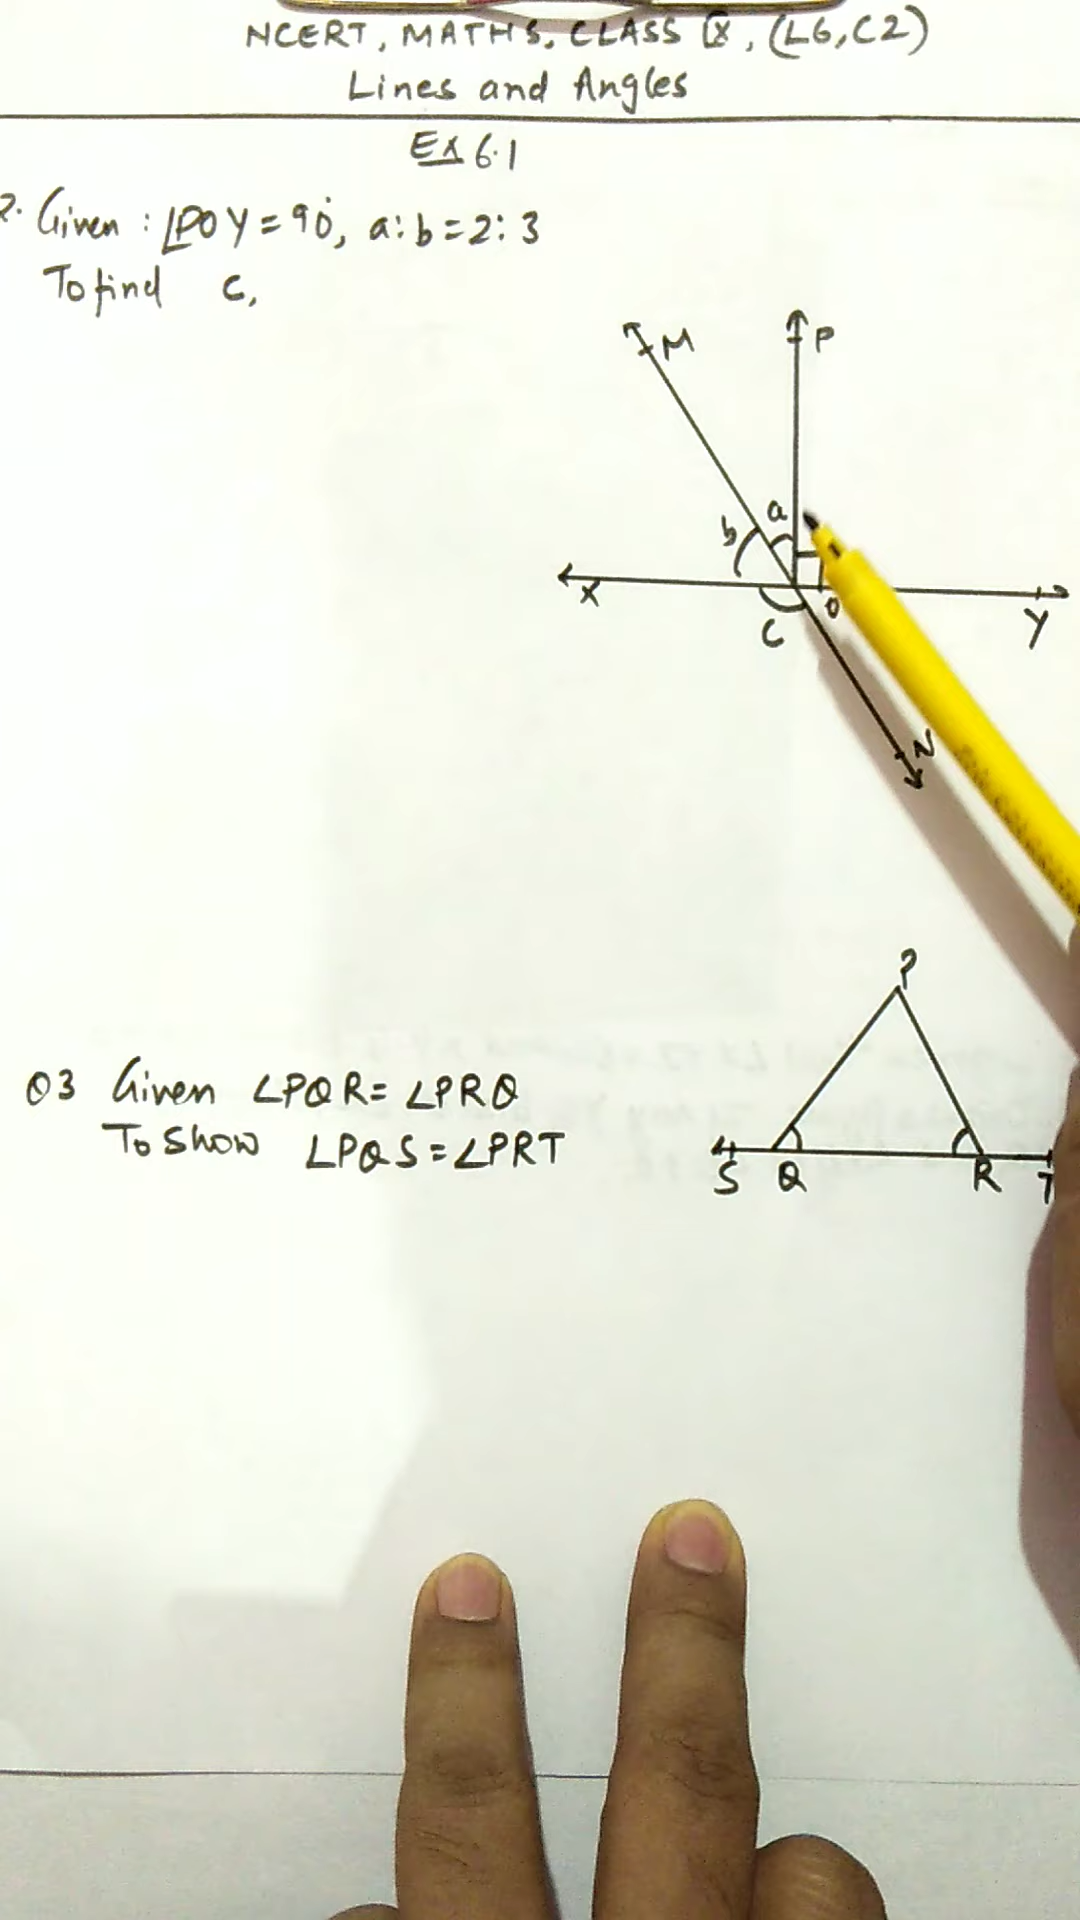 NCERT, MATHS, CLASS IX, (L6, C2)
Lines and Angles
EX 6.1
2. Given : ∠POY = 90°, a:b = 2:3
To find c,
M
P
a
b
X
O
Y
C
N
P
Q3 Given ∠PQR = ∠PRQ
To Show ∠PQS = ∠PRT
S Q R T